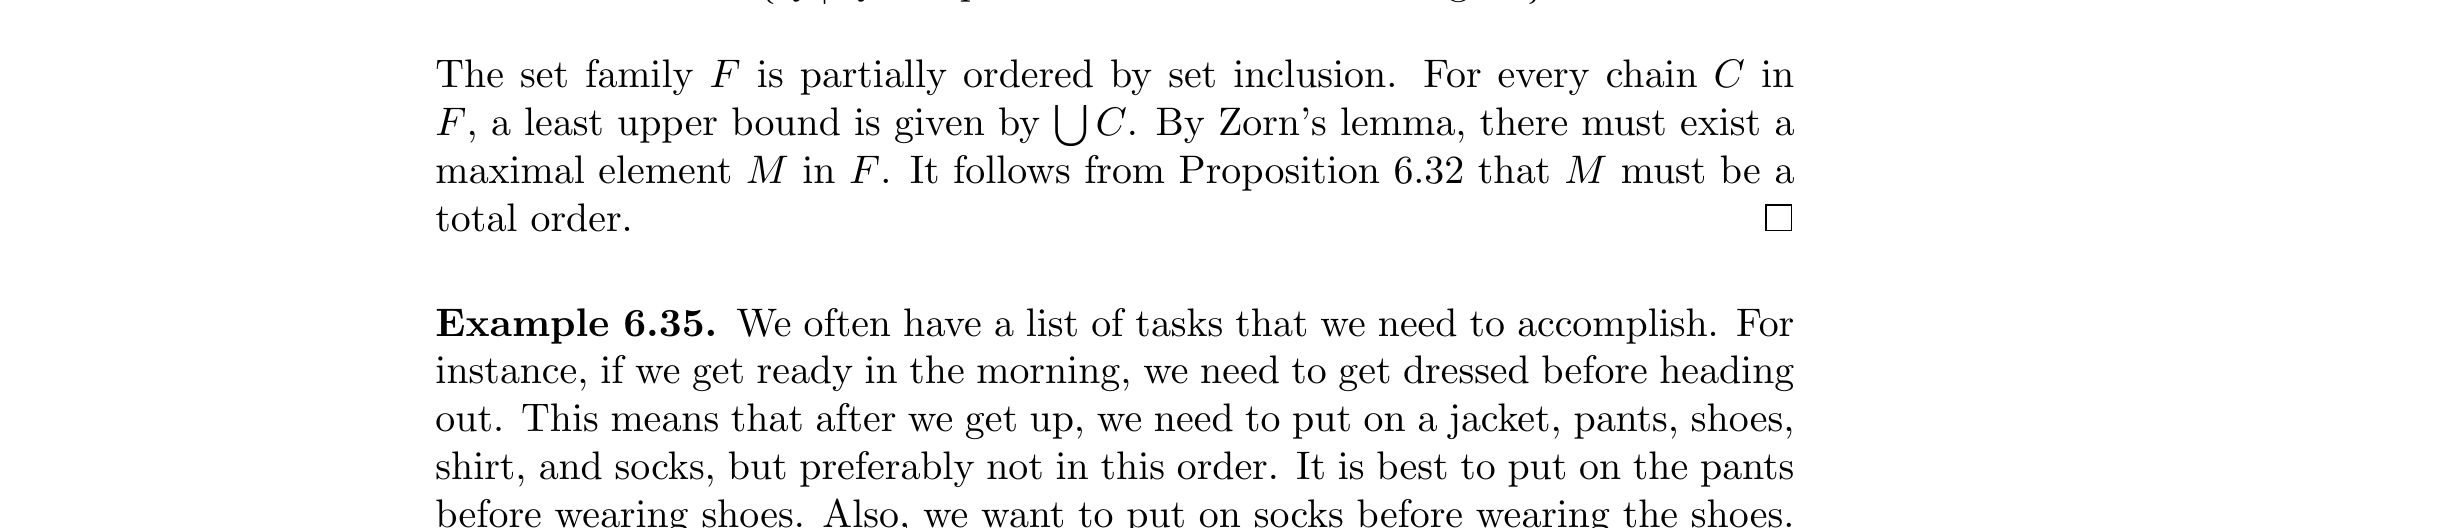 The set family F is partially ordered by set inclusion. For every chain C in
F, a least upper bound is given by ⋃ C. By Zorn's lemma, there must exist a
maximal element M in F. It follows from Proposition 6.32 that M must be a
total order. □
Example 6.35. We often have a list of tasks that we need to accomplish. For
instance, if we get ready in the morning, we need to get dressed before heading
out. This means that after we get up, we need to put on a jacket, pants, shoes,
shirt, and socks, but preferably not in this order. It is best to put on the pants
before wearing shoes. Also, we want to put on socks before wearing the shoes.